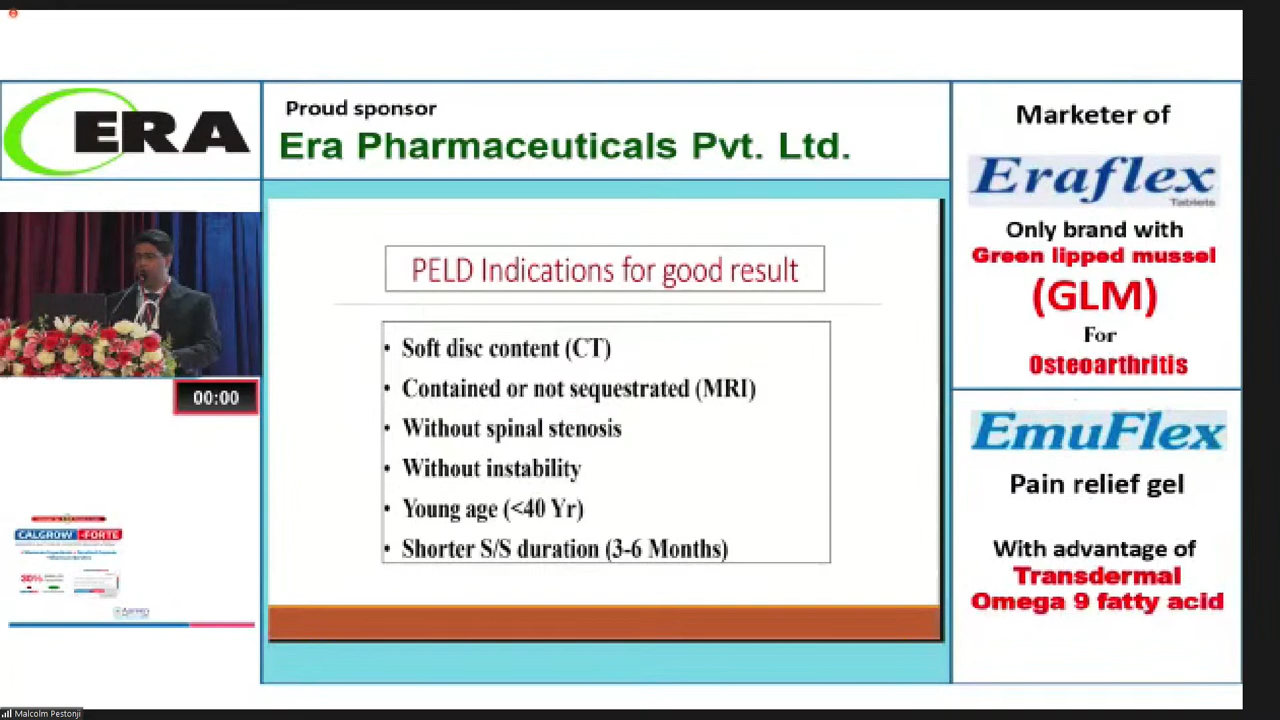 ERA
Proud sponsor
Era Pharmaceuticals Pvt. Ltd.
PELD Indications for good result
• Soft disc content (CT)
• Contained or not sequestrated (MRI)
• Without spinal stenosis
• Without instability
• Young age (<40 Yr)
• Shorter S/S duration (3-6 Months)
00:00
CALGROW -FORTE
30%
Marketer of
Eraflex
Tablets
Only brand with
Green lipped mussel
(GLM)
For
Osteoarthritis
EmuFlex
Pain relief gel
With advantage of
Transdermal
Omega 9 fatty acid
Malcolm Pestonji